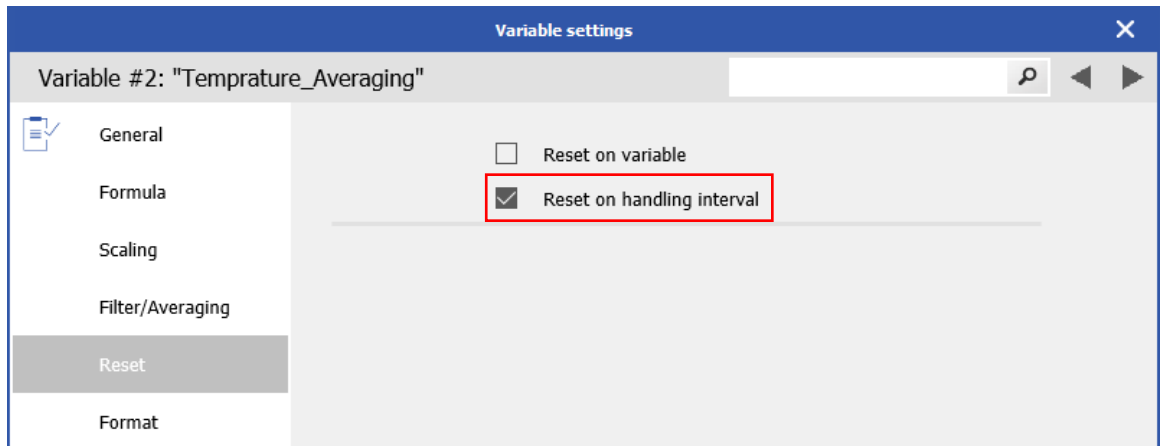 Variable settings
Variable #2: "Temprature_Averaging"
General
Formula
Scaling
Filter/Averaging
Reset
Format
Reset on variable
Reset on handling interval